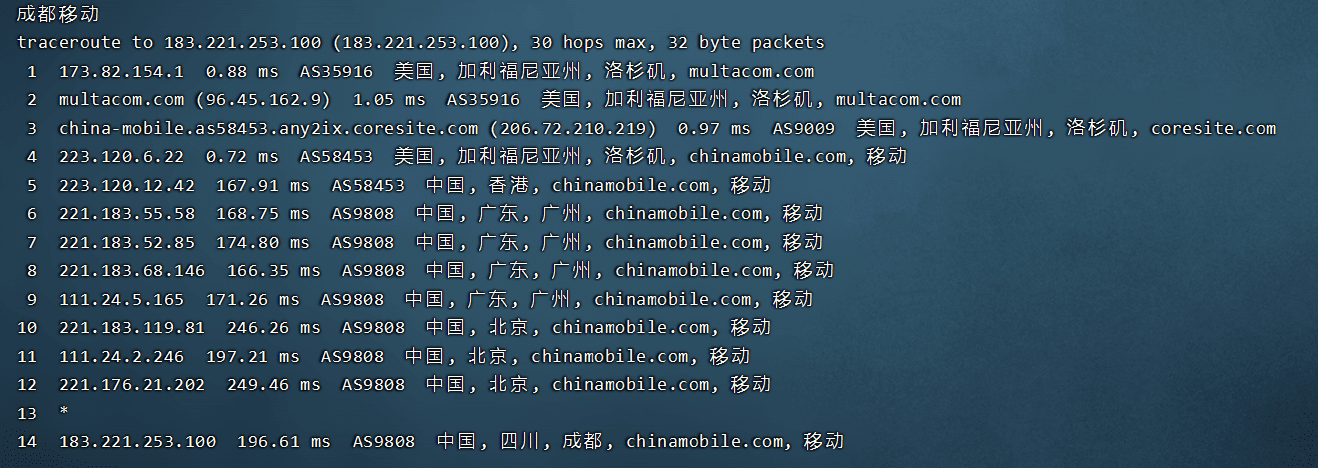 成都移动
traceroute to 183.221.253.100 (183.221.253.100), 30 hops max, 32 byte packets
1 173.82.154.1 0.88 ms AS35916 美国, 加利福尼亚州, 洛杉矶, multacom.com
2 multacom.com (96.45.162.9) 1.05 ms AS35916 美国, 加利福尼亚州, 洛杉矶, multacom.com
3 china-mobile.as58453.any2ix.coresite.com (206.72.210.219) 0.97 ms AS9009 美国, 加利福尼亚州, 洛杉矶, coresite.com
4 223.120.6.22 0.72 ms AS58453 美国, 加利福尼亚州, 洛杉矶, chinamobile.com, 移动
5 223.120.12.42 167.91 ms AS58453 中国, 香港, chinamobile.com, 移动
6 221.183.55.58 168.75 ms AS9808 中国, 广东, 广州, chinamobile.com, 移动
7 221.183.52.85 174.80 ms AS9808 中国, 广东, 广州, chinamobile.com, 移动
8 221.183.68.146 166.35 ms AS9808 中国, 广东, 广州, chinamobile.com, 移动
9 111.24.5.165 171.26 ms AS9808 中国, 广东, 广州, chinamobile.com, 移动
10 221.183.119.81 246.26 ms AS9808 中国, 北京, chinamobile.com, 移动
11 111.24.2.246 197.21 ms AS9808 中国, 北京, chinamobile.com, 移动
12 221.176.21.202 249.46 ms AS9808 中国, 北京, chinamobile.com, 移动
13 *
14 183.221.253.100 196.61 ms AS9808 中国, 四川, 成都, chinamobile.com, 移动